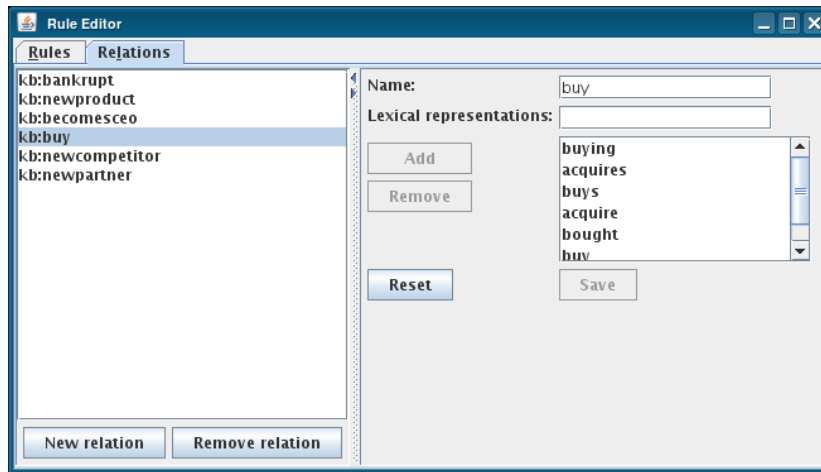 Rule Editor
Rules Relations
kb:bankrupt
kb:newproduct
kb:becomesceo
kb:buy
kb:newcompetitor
kb:newpartner
New relation Remove relation
Name: buy
Lexical representations:
Add
Remove
buying
acquires
buys
acquire
bought
buy
Reset Save